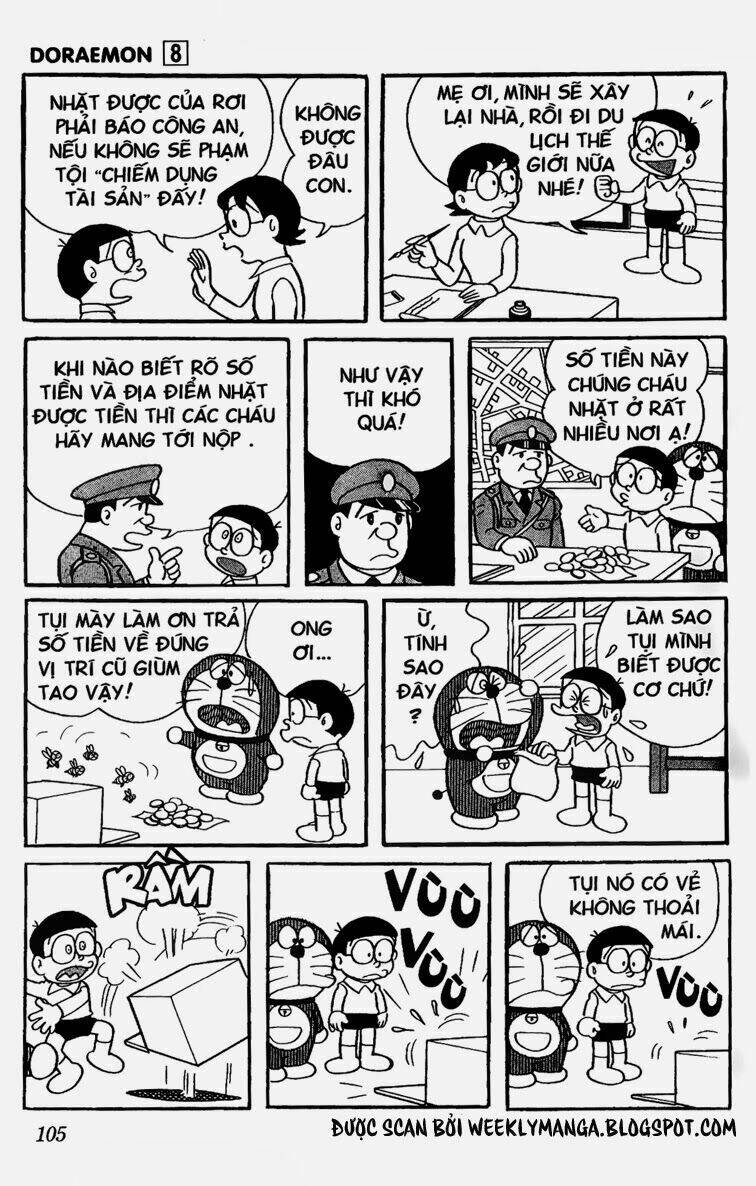 DORAEMON 8
MẸ ƠI, MÌNH SẼ XÂY
LẠI NHÀ, RỒI ĐI DU
LỊCH THẾ
GIỚI NỮA
NHÉ!
KHÔNG
ĐƯỢC
ĐÂU
CON.
NHẶT ĐƯỢC CỦA RƠI
PHẢI BÁO CÔNG AN,
NẾU KHÔNG SẼ PHẠM
TỘI “CHIẾM DỤNG
TÀI SẢN” ĐẤY!
SỐ TIỀN NÀY
CHÚNG CHÁU
NHẶT Ở RẤT
NHIỀU NƠI Ạ!
NHƯ VẬY
THÌ KHÓ
QUÁ!
KHI NÀO BIẾT RÕ SỐ
TIỀN VÀ ĐỊA ĐIỂM NHẶT
ĐƯỢC TIỀN THÌ CÁC CHÁU
HÃY MANG TỚI NỘP .
LÀM SAO
TỤI MÌNH
BIẾT ĐƯỢC
CƠ CHỨ!
Ừ,
TÍNH
SAO
ĐÂY
?
ONG
ƠI...
TỤI MÀY LÀM ƠN TRẢ
SỐ TIỀN VỀ ĐÚNG
VỊ TRÍ CŨ GIÙM
TAO VẬY!
TỤI NÓ CÓ VẺ
KHÔNG THOẢI
MÁI.
VÙÙ
VÙÙ
VÙÙ
RẦM
105
ĐƯỢC SCAN BỞI WEEKLYMANGA.BLOGSPOT.COM